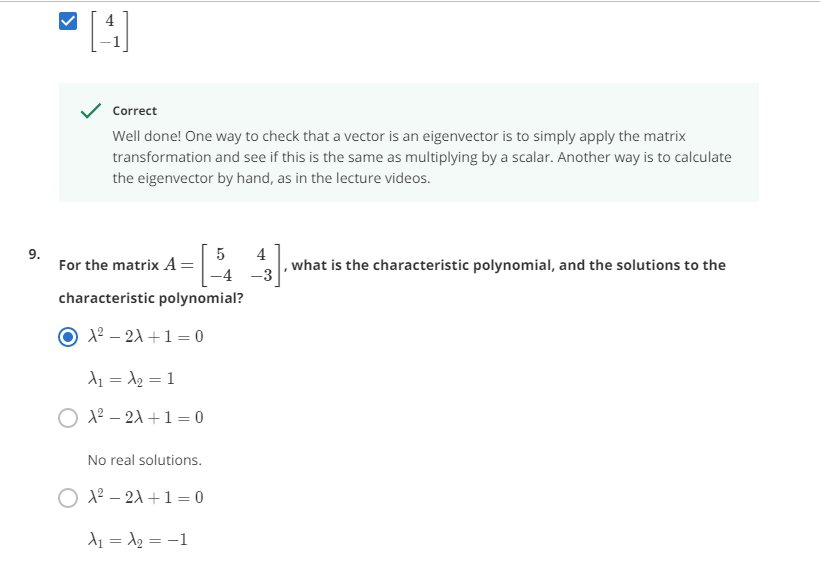 [4
−1]
Correct
Well done! One way to check that a vector is an eigenvector is to simply apply the matrix
transformation and see if this is the same as multiplying by a scalar. Another way is to calculate
the eigenvector by hand, as in the lecture videos.
9.
For the matrix A = [5 4
−4 −3], what is the characteristic polynomial, and the solutions to the
characteristic polynomial?
λ² − 2λ + 1 = 0
λ₁ = λ₂ = 1
λ² − 2λ + 1 = 0
No real solutions.
λ² − 2λ + 1 = 0
λ₁ = λ₂ = −1